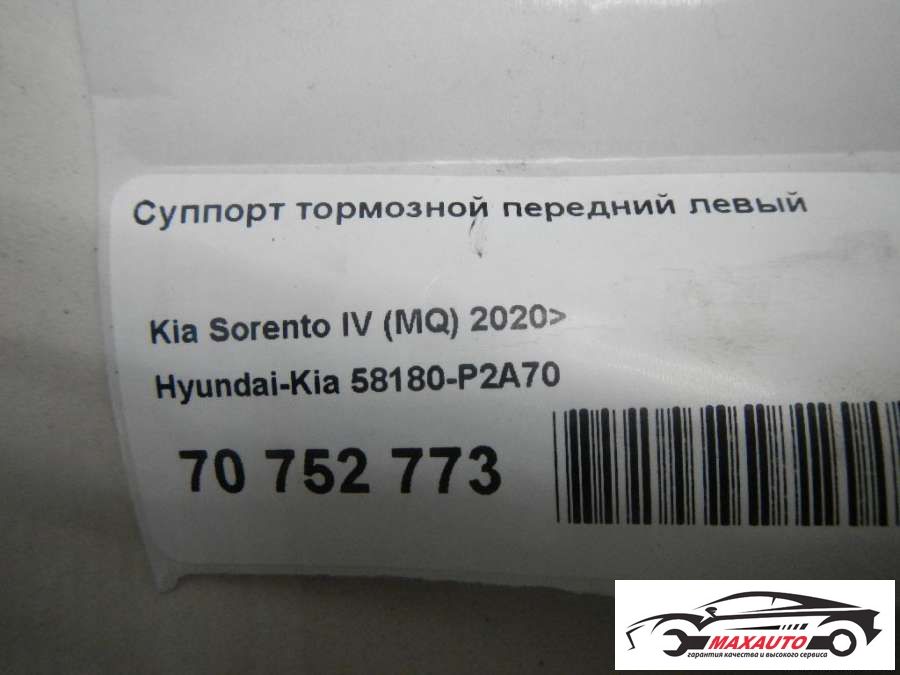 Суппорт тормозной передний левый
Kia Sorento IV (MQ) 2020>
Hyundai-Kia 58180-P2A70
70 752 773
MAXAUTO
гарантия качества и высокого сервиса